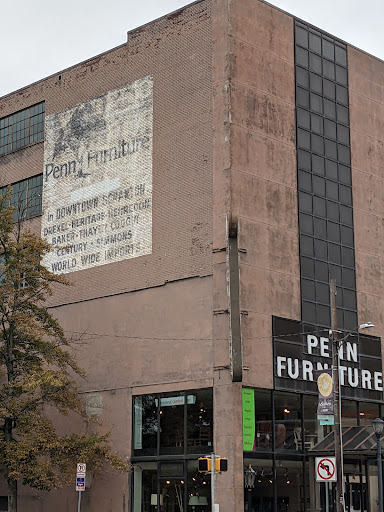 Penn Furniture
in DOWNTOWN SCRANTON
DREXEL-HERITAGE-HENREDON
BAKER-THAYER COGGIN
CENTURY-SIMMONS
WORLD WIDE IMPORTS
PENN
FURNITURE